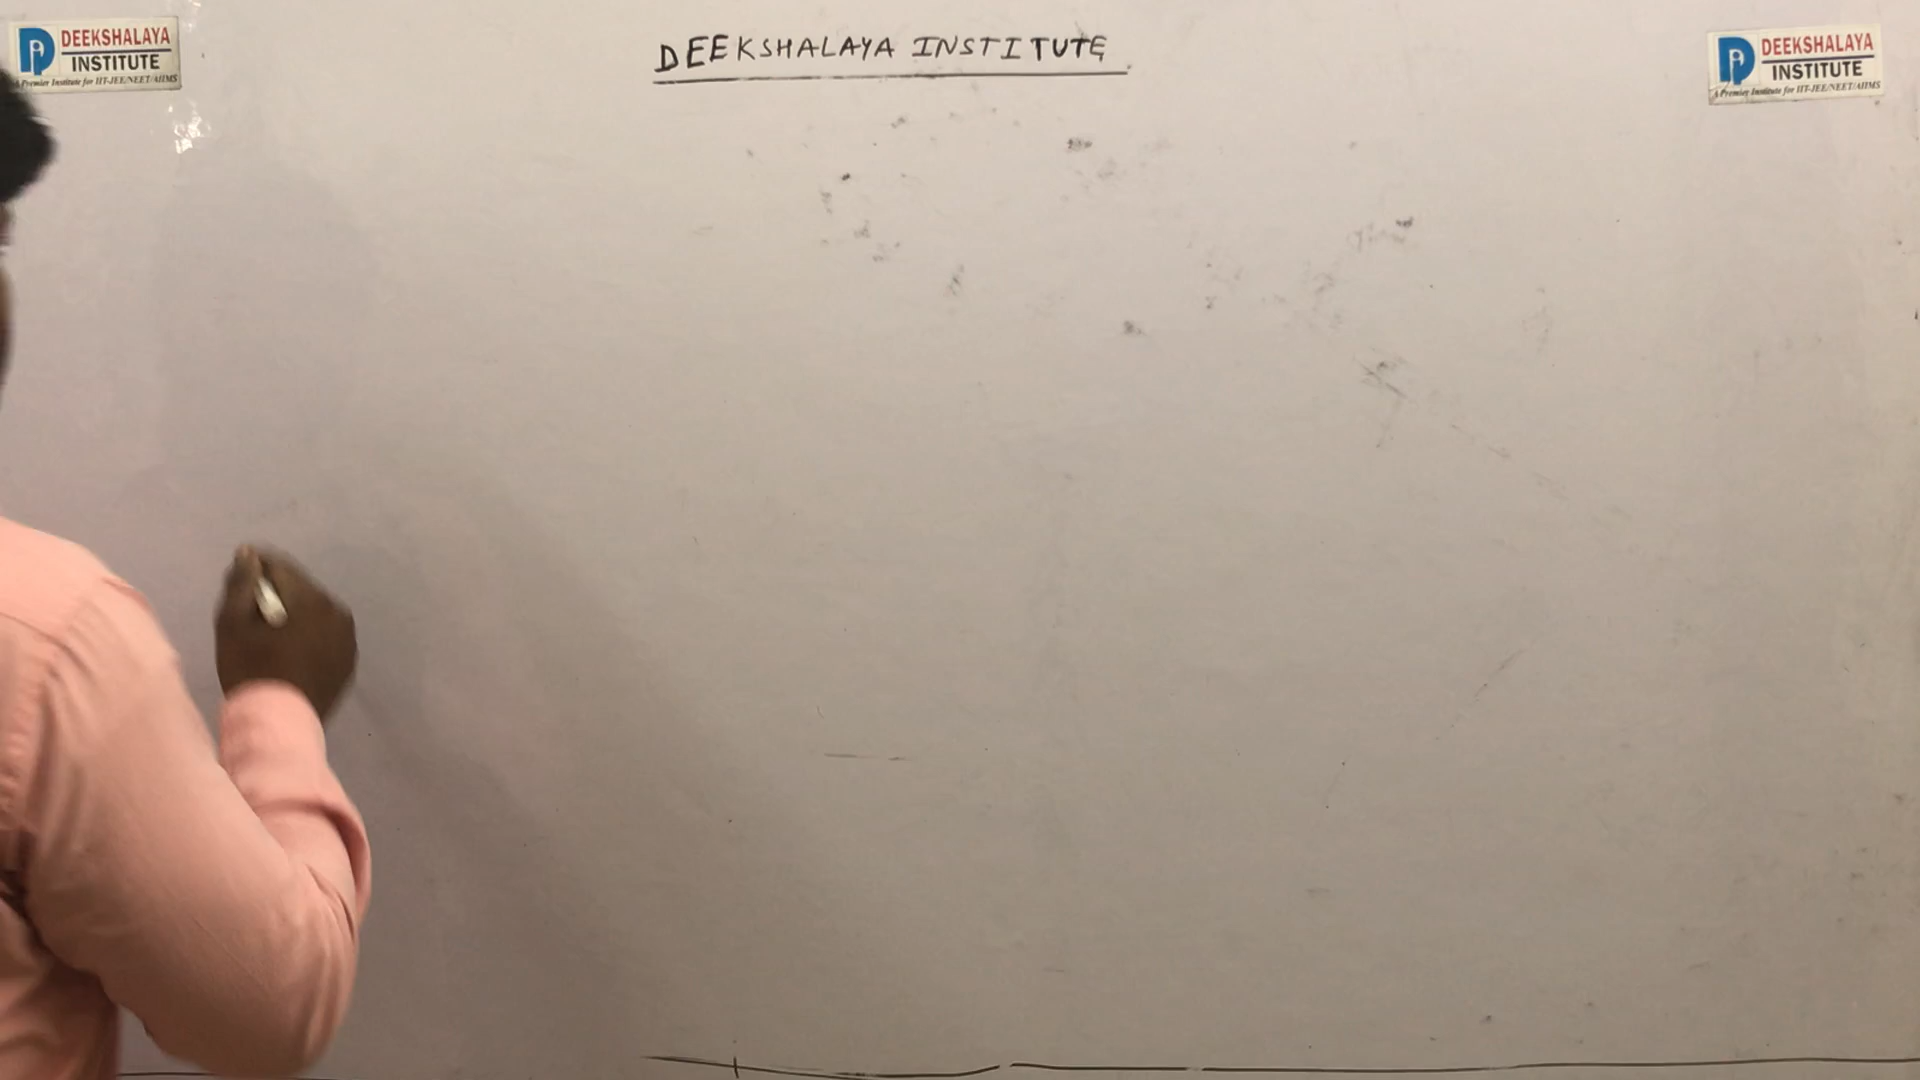 DEEKSHALAYA
INSTITUTE
A Premier Institute for IIT-JEE/NEET/AIIMS
DEEKSHALAYA INSTITUTE
DEEKSHALAYA
INSTITUTE
A Premier Institute for IIT-JEE/NEET/AIIMS